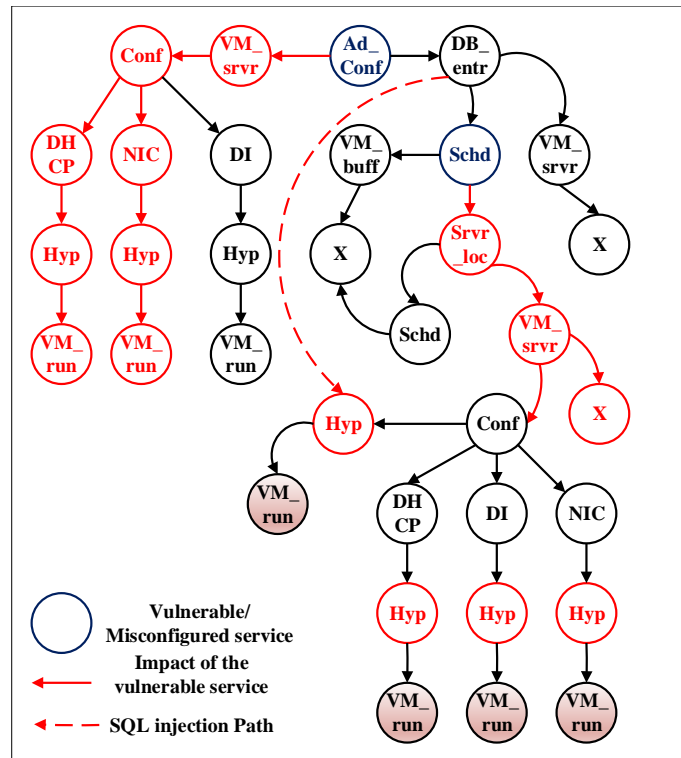 Conf
VM_
srvr
Ad_
Conf
DB_
entr
DH
CP
NIC
DI
VM_
buff
Schd
VM_
srvr
Hyp
Hyp
Hyp
X
Srvr
_loc
X
VM_
run
VM_
run
VM_
run
Schd
VM_
srvr
Hyp
Conf
X
VM_
run
DH
CP
DI
NIC
Hyp
Hyp
Hyp
VM_
run
VM_
run
VM_
run
Vulnerable/
Misconfigured service
Impact of the
vulnerable service
SQL injection Path